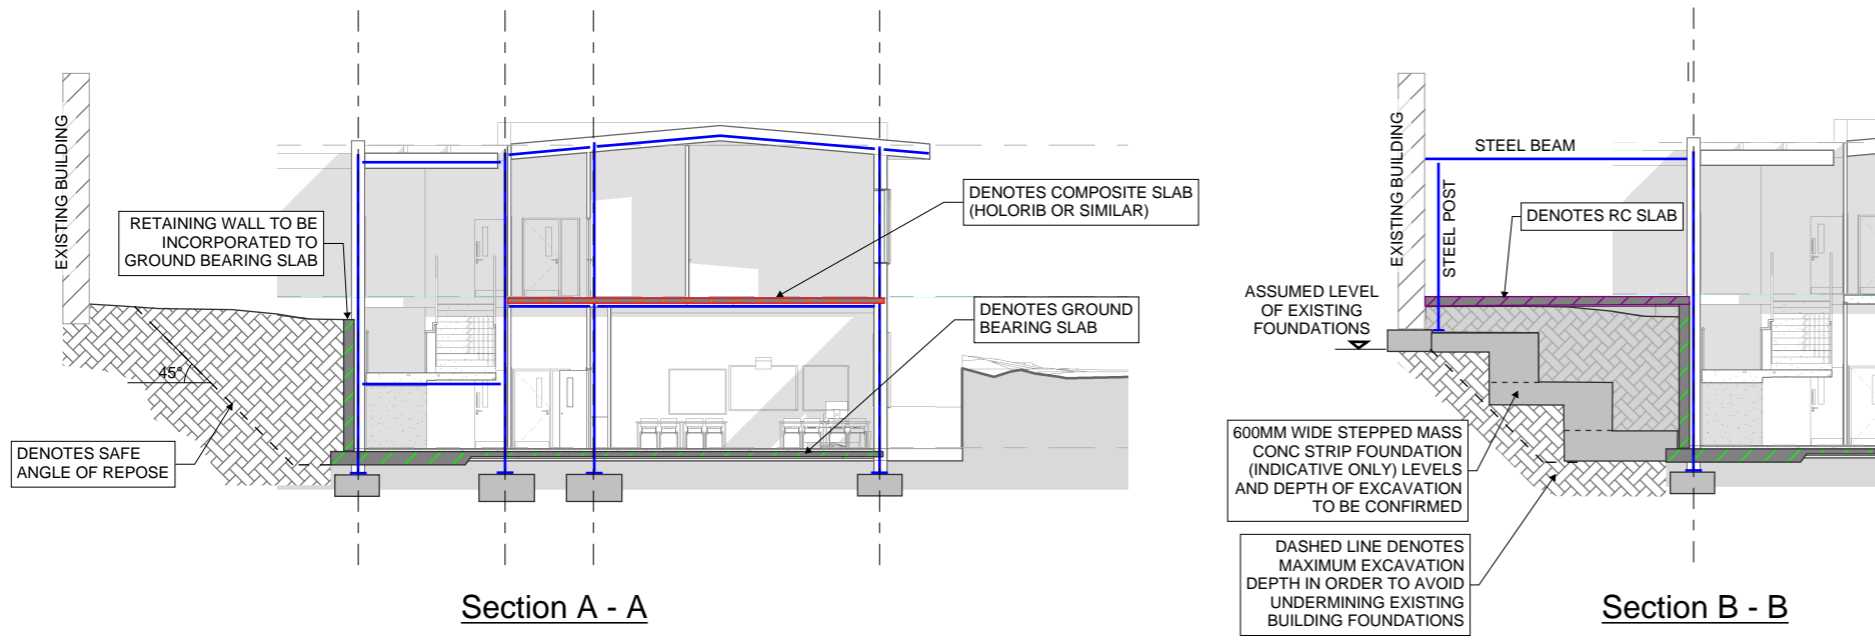 EXISTING BUILDING
RETAINING WALL TO BE
INCORPORATED TO
GROUND BEARING SLAB
45°
DENOTES SAFE
ANGLE OF REPOSE
DENOTES COMPOSITE SLAB
(HOLORIB OR SIMILAR)
DENOTES GROUND
BEARING SLAB
Section A - A
EXISTING BUILDING
STEEL BEAM
STEEL POST
DENOTES RC SLAB
ASSUMED LEVEL
OF EXISTING
FOUNDATIONS
600MM WIDE STEPPED MASS
CONC STRIP FOUNDATION
(INDICATIVE ONLY) LEVELS
AND DEPTH OF EXCAVATION
TO BE CONFIRMED
DASHED LINE DENOTES
MAXIMUM EXCAVATION
DEPTH IN ORDER TO AVOID
UNDERMINING EXISTING
BUILDING FOUNDATIONS
Section B - B